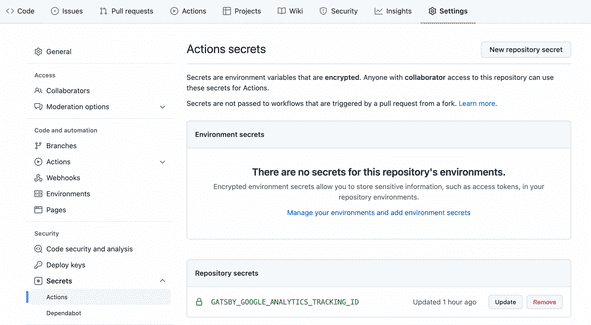 Code Issues Pull requests Actions Projects Wiki Security Insights Settings
General
Access
Collaborators
Moderation options
Code and automation
Branches
Actions
Webhooks
Environments
Pages
Security
Code security and analysis
Deploy keys
Secrets
Actions
Dependabot
Actions secrets
New repository secret
Secrets are environment variables that are encrypted. Anyone with collaborator access to this repository can use
these secrets for Actions.
Secrets are not passed to workflows that are triggered by a pull request from a fork. Learn more.
Environment secrets
There are no secrets for this repository's environments.
Encrypted environment secrets allow you to store sensitive information, such as access tokens, in your
repository environments.
Manage your environments and add environment secrets
Repository secrets
GATSBY_GOOGLE_ANALYTICS_TRACKING_ID Updated 1 hour ago Update Remove